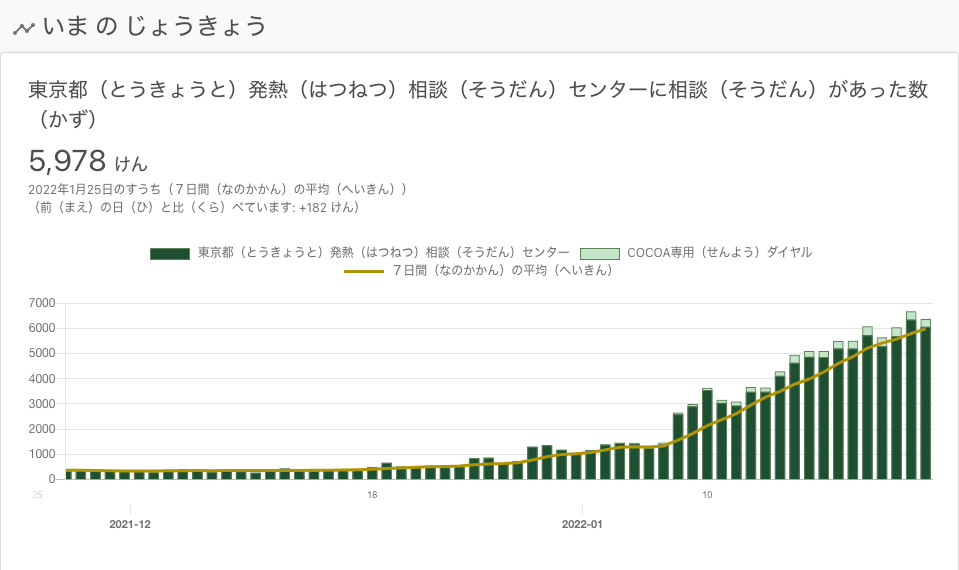 いま の じょうきょう
東京都（とうきょうと）発熱（はつねつ）相談（そうだん）センターに相談（そうだん）があった数
（かず）
5,978 けん
2022年1月25日のすうち（７日間（なのかかん）の平均（へいきん））
（前（まえ）の日（ひ）と比（くら）べています: +182 けん）
東京都（とうきょうと）発熱（はつねつ）相談（そうだん）センター COCOA専用（せんよう）ダイヤル
７日間（なのかかん）の平均（へいきん）
7000
6000
5000
4000
3000
2000
1000
0
25 18 10
2021-12 2022-01